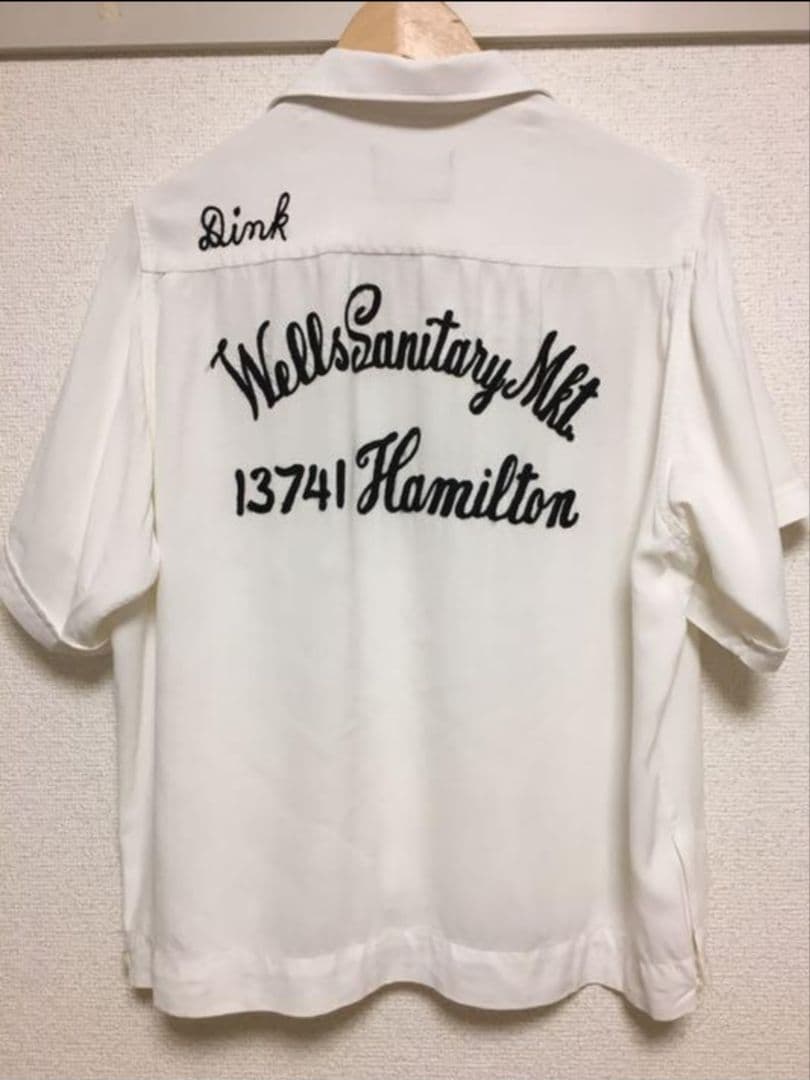 Dink
Wells Sanitary Mkt.
13741 Hamilton